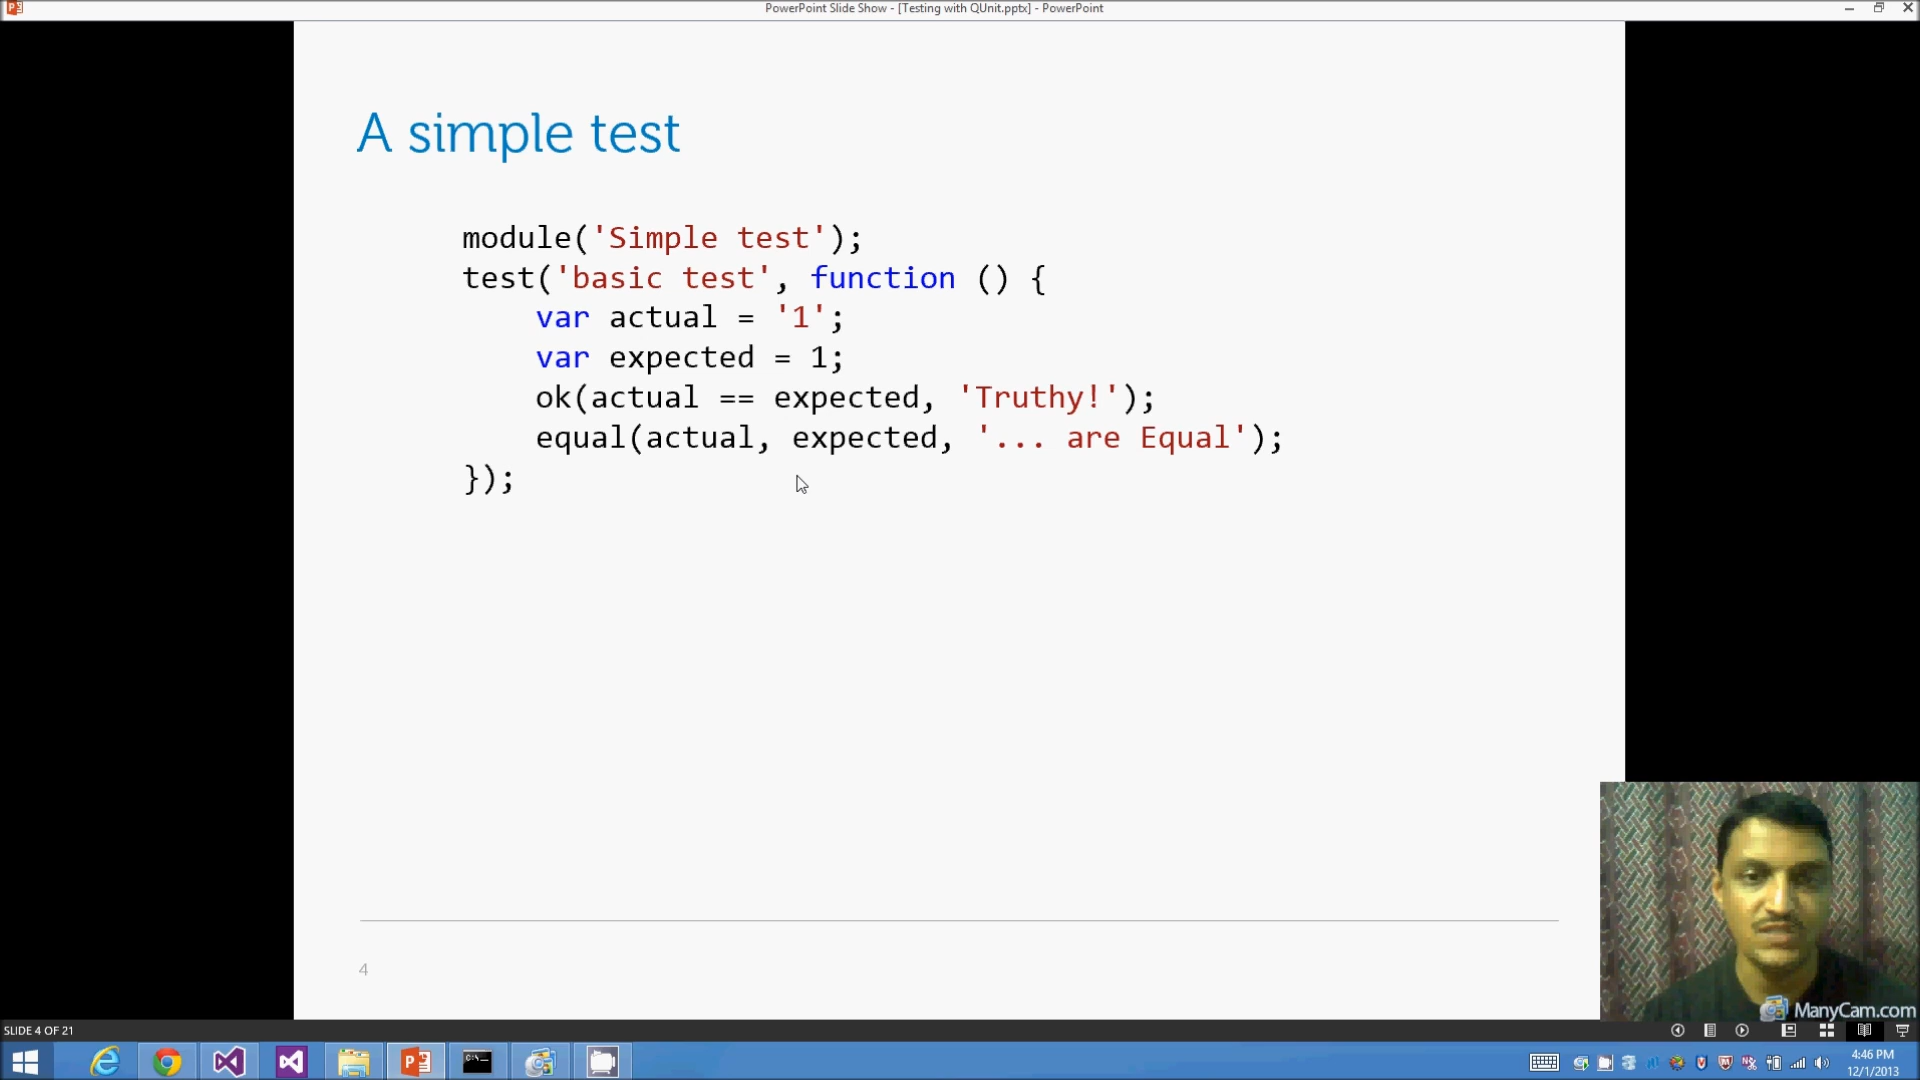 PowerPoint Slide Show - [Testing with QUnit.pptx] - PowerPoint
A simple test
module('Simple test');
test('basic test', function () {
var actual = '1';
var expected = 1;
ok(actual == expected, 'Truthy!');
equal(actual, expected, '... are Equal');
});
4
ManyCam.com
SLIDE 4 OF 21
4:46 PM
12/1/2013